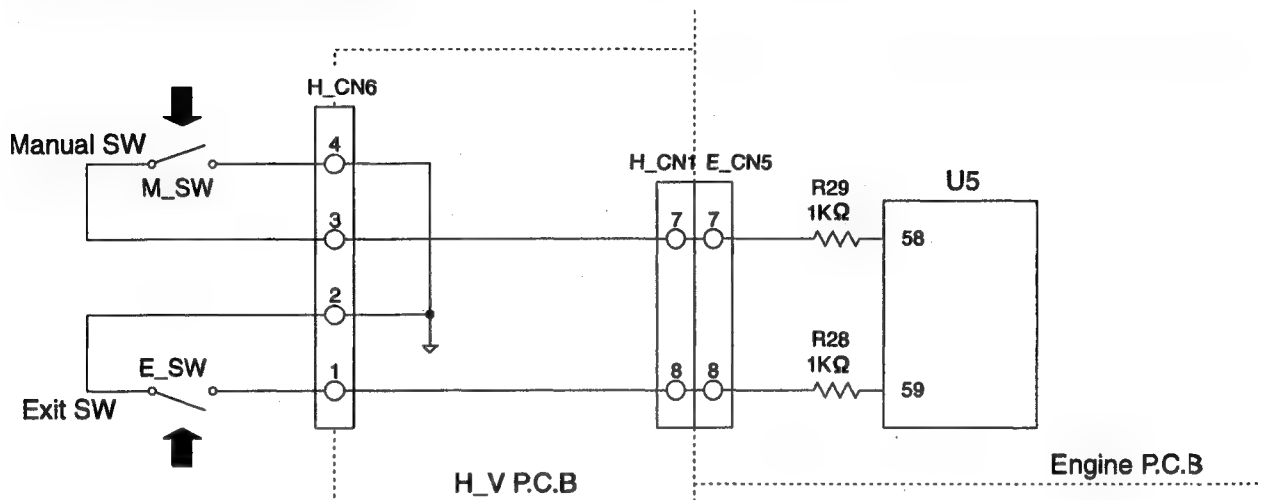 H_CN6
Manual SW
M_SW
4
3
2
1
E_SW
Exit SW
H_CN1 E_CN5
7 7
8 8
R29
1KΩ
R28
1KΩ
U5
58
59
H_V P.C.B
Engine P.C.B